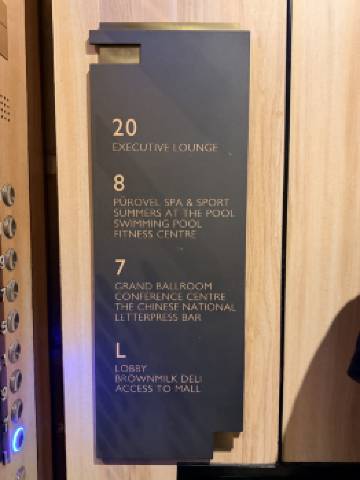 20
EXECUTIVE LOUNGE
8
PÜROVEL SPA & SPORT
SUMMERS AT THE POOL
SWIMMING POOL
FITNESS CENTRE
7
GRAND BALLROOM
CONFERENCE CENTRE
THE CHINESE NATIONAL
LETTERPRESS BAR
L
LOBBY
BROWNMILK DELI
ACCESS TO MALL